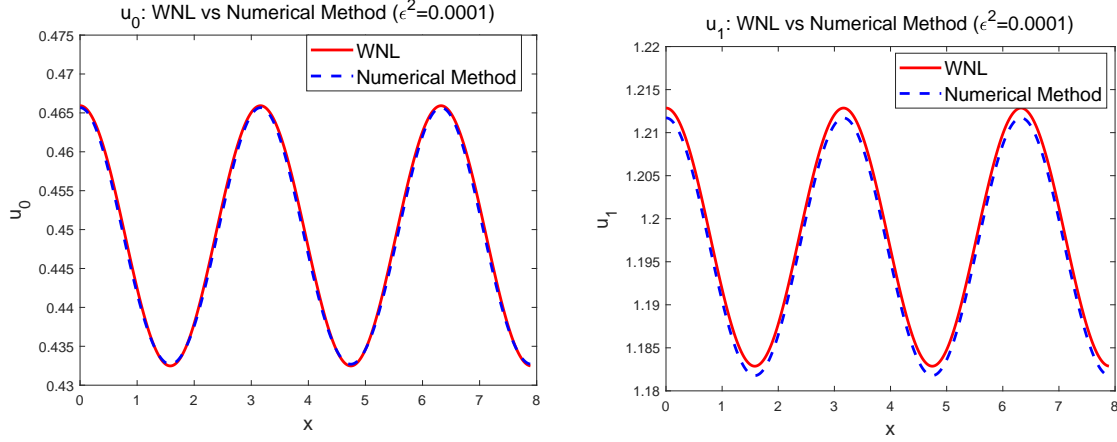 u₀: WNL vs Numerical Method (ϵ²=0.0001)
0.475
0.47
0.465
0.46
0.455
0.45
0.445
0.44
0.435
0.43
u₀
WNL
Numerical Method
0 1 2 3 4 5 6 7 8
x
u₁: WNL vs Numerical Method (ϵ²=0.0001)
1.22
1.215
1.21
1.205
1.2
1.195
1.19
1.185
1.18
u₁
WNL
Numerical Method
0 1 2 3 4 5 6 7 8
x